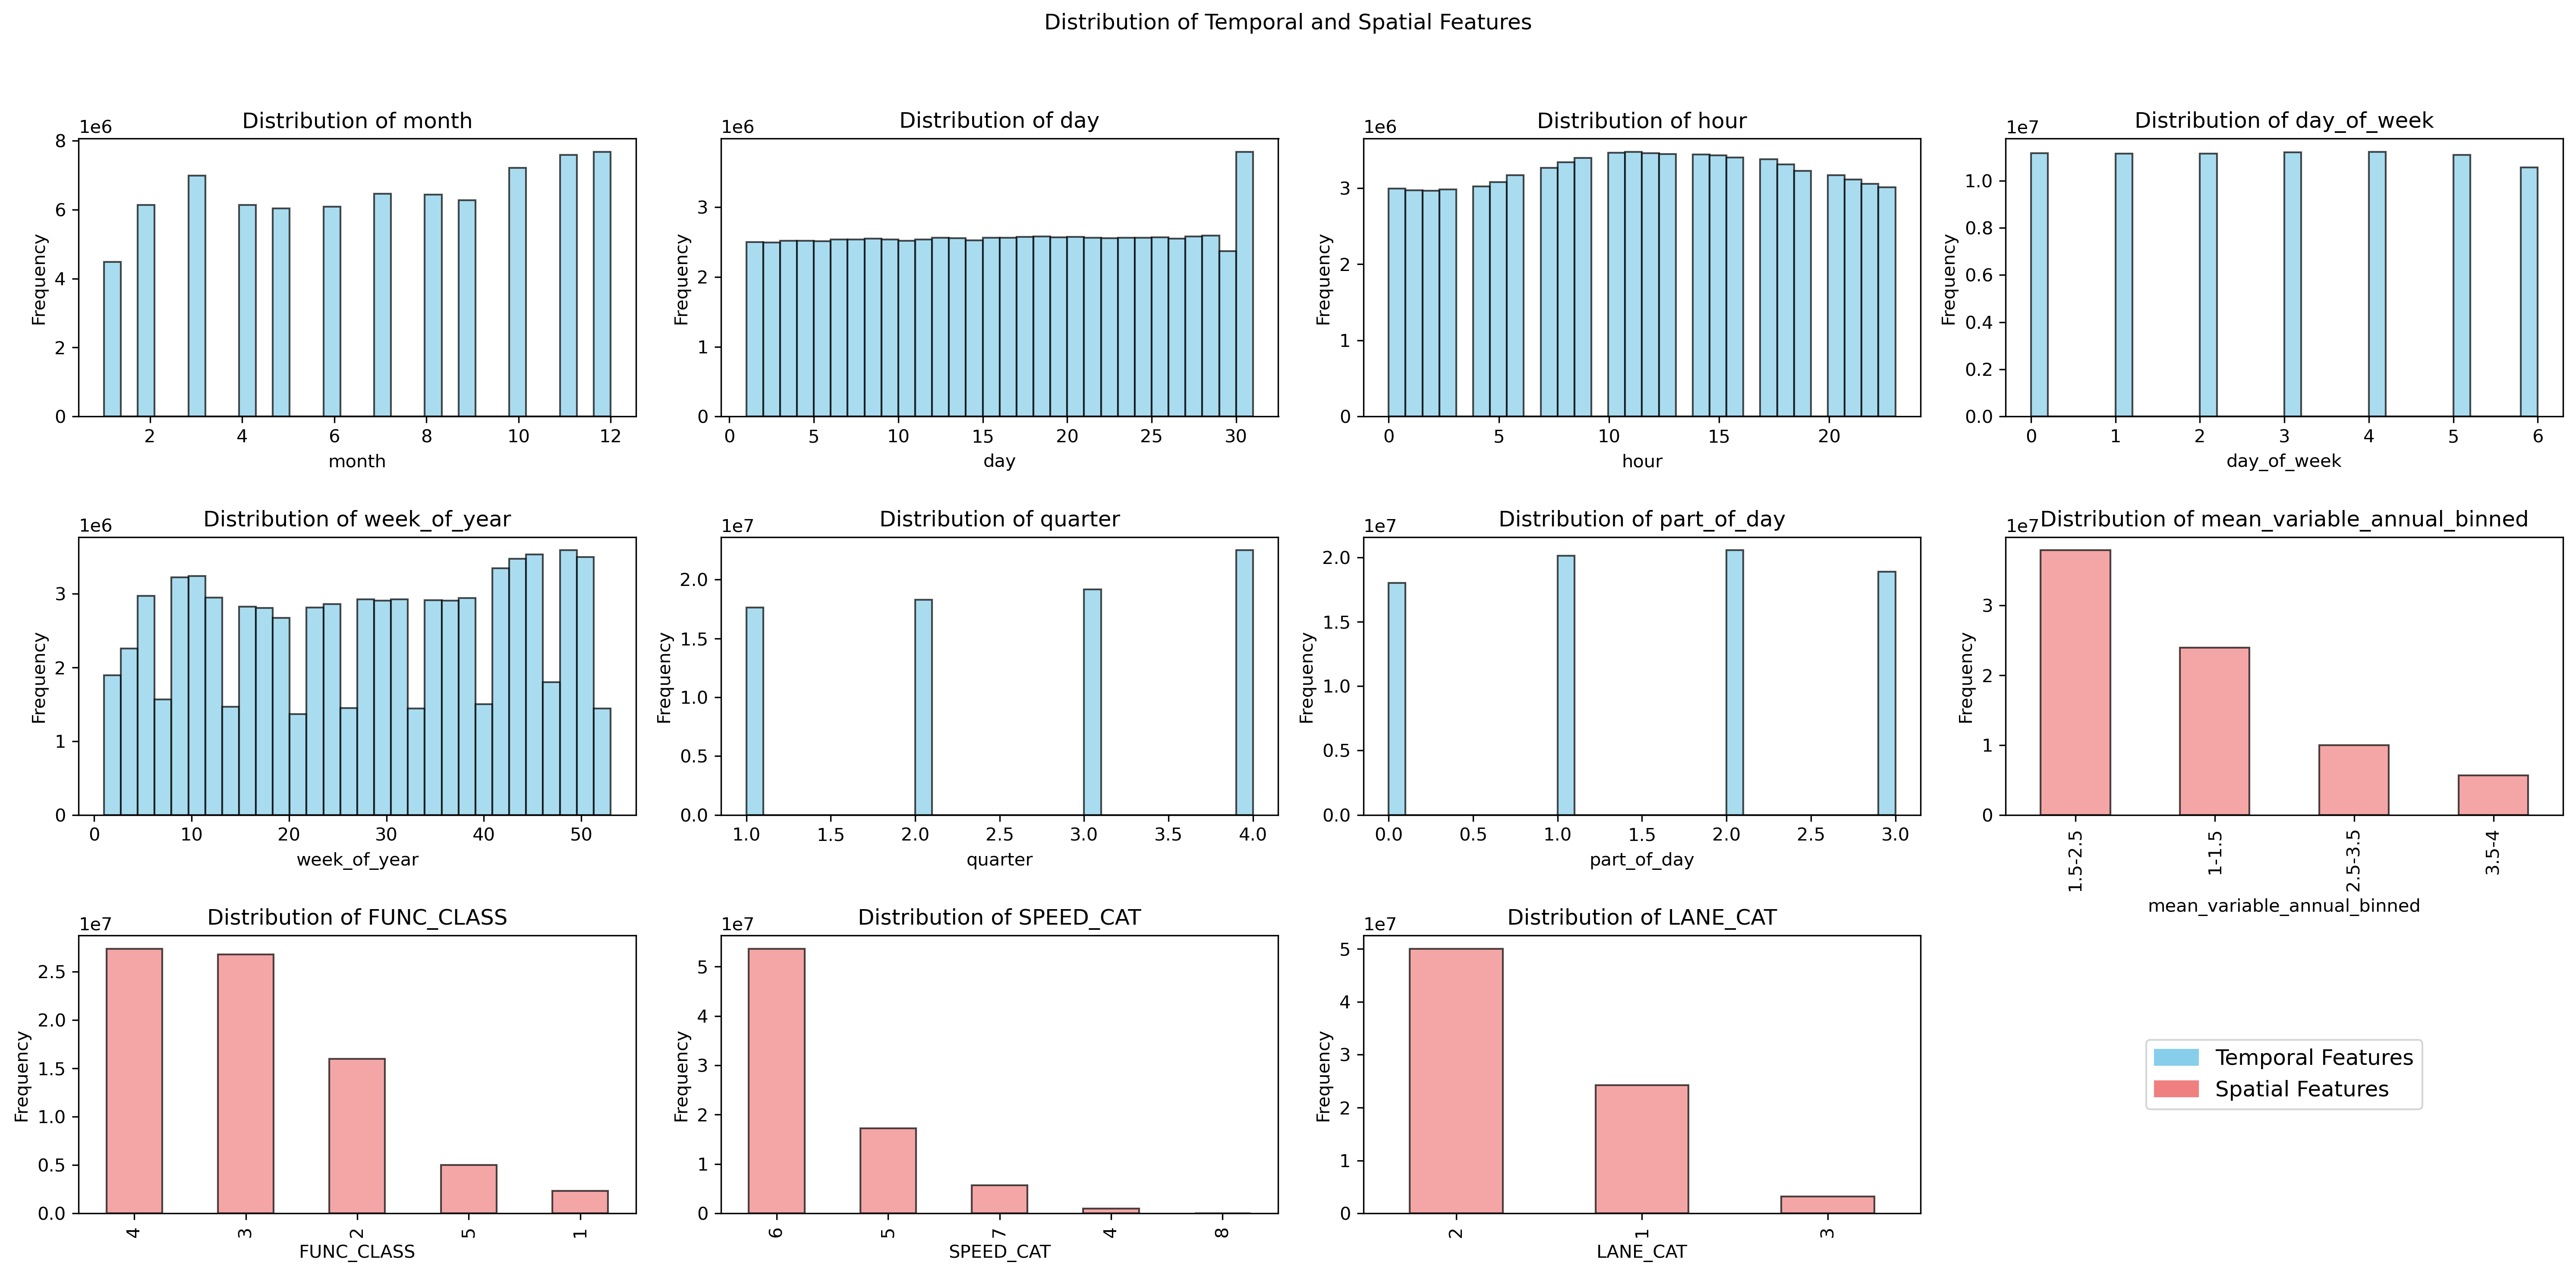 Distribution of Temporal and Spatial Features
Distribution of month
1e6
8
6
4
2
0
Frequency
2 4 6 8 10 12
month
Distribution of day
1e6
3
2
1
0
Frequency
0 5 10 15 20 25 30
day
Distribution of hour
1e6
3
2
1
0
Frequency
0 5 10 15 20
hour
Distribution of day_of_week
1e7
1.0
0.8
0.6
0.4
0.2
0.0
Frequency
0 1 2 3 4 5 6
day_of_week
Distribution of week_of_year
1e6
3
2
1
0
Frequency
0 10 20 30 40 50
week_of_year
Distribution of quarter
1e7
2.0
1.5
1.0
0.5
0.0
Frequency
1.0 1.5 2.0 2.5 3.0 3.5 4.0
quarter
Distribution of part_of_day
1e7
2.0
1.5
1.0
0.5
0.0
Frequency
0.0 0.5 1.0 1.5 2.0 2.5 3.0
part_of_day
Distribution of mean_variable_annual_binned
1e7
3
2
1
0
Frequency
1.5-2.5 1-1.5 2.5-3.5 3.5-4
mean_variable_annual_binned
Distribution of FUNC_CLASS
1e7
2.5
2.0
1.5
1.0
0.5
0.0
Frequency
4 3 2 5 1
FUNC_CLASS
Distribution of SPEED_CAT
1e7
5
4
3
2
1
0
Frequency
6 5 7 4 8
SPEED_CAT
Distribution of LANE_CAT
1e7
5
4
3
2
1
0
Frequency
2 1 3
LANE_CAT
Temporal Features
Spatial Features